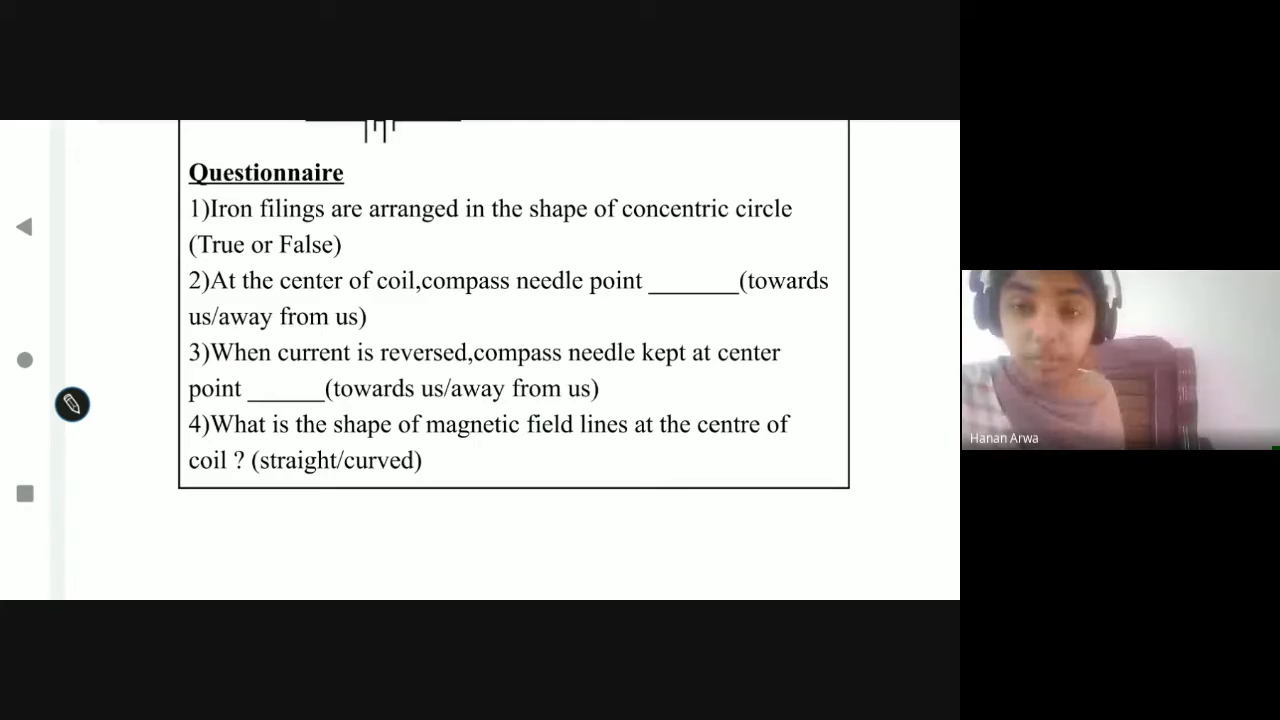 Questionnaire
1)Iron filings are arranged in the shape of concentric circle
(True or False)
2)At the center of coil,compass needle point _______(towards
us/away from us)
3)When current is reversed,compass needle kept at center
point ______(towards us/away from us)
4)What is the shape of magnetic field lines at the centre of
coil ? (straight/curved)
Hanan Arwa